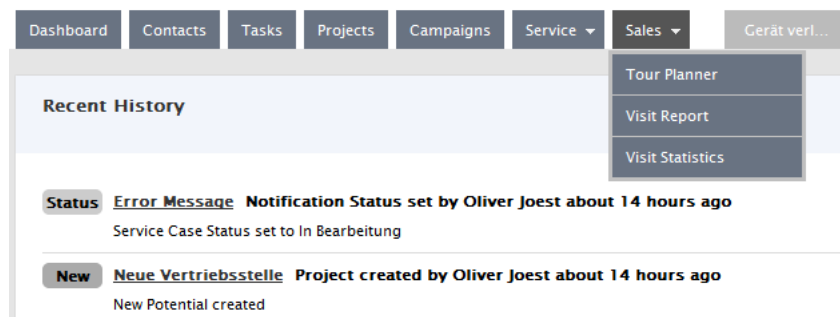 Dashboard Contacts Tasks Projects Campaigns Service Sales Gerät verl...
Tour Planner
Visit Report
Visit Statistics
Recent History
Status Error Message Notification Status set by Oliver Joest about 14 hours ago
Service Case Status set to In Bearbeitung
New Neue Vertriebsstelle Project created by Oliver Joest about 14 hours ago
New Potential created